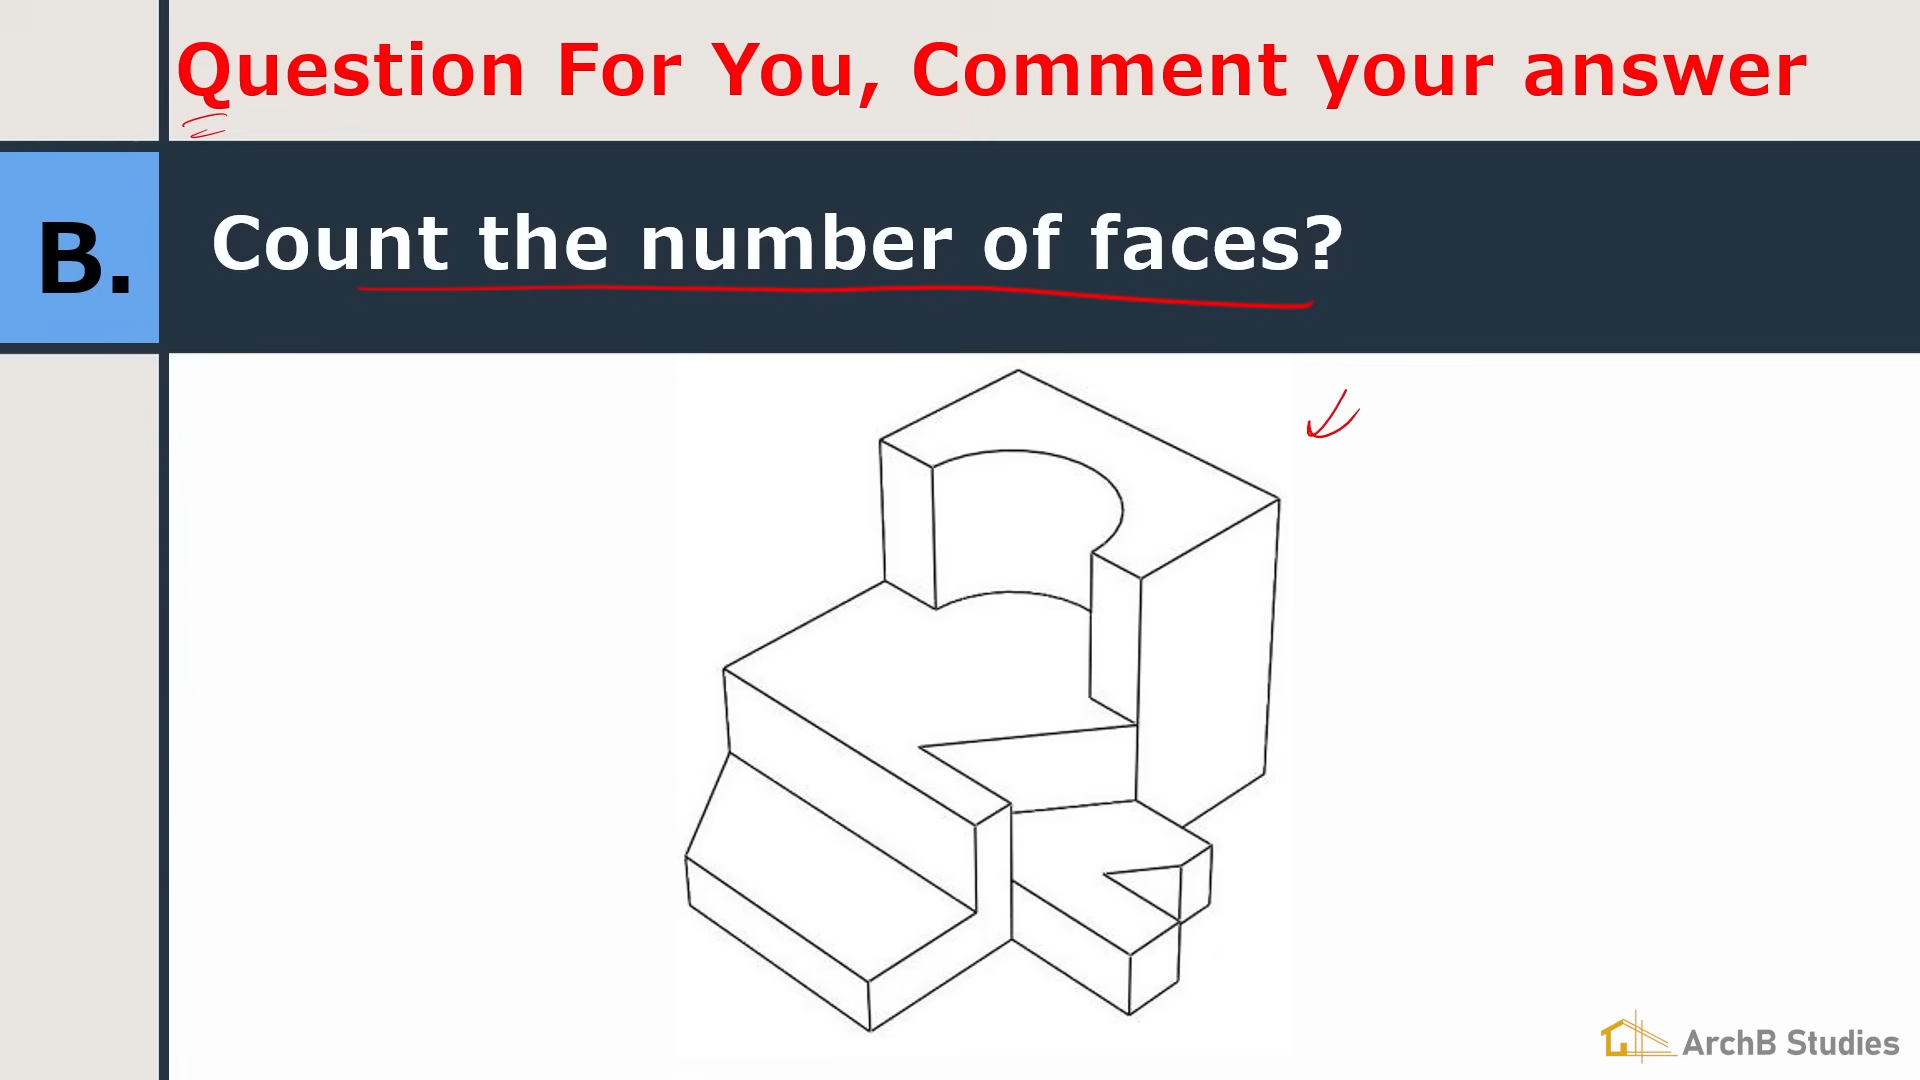 Question For You, Comment your answer
B.
Count the number of faces?
ArchB Studies